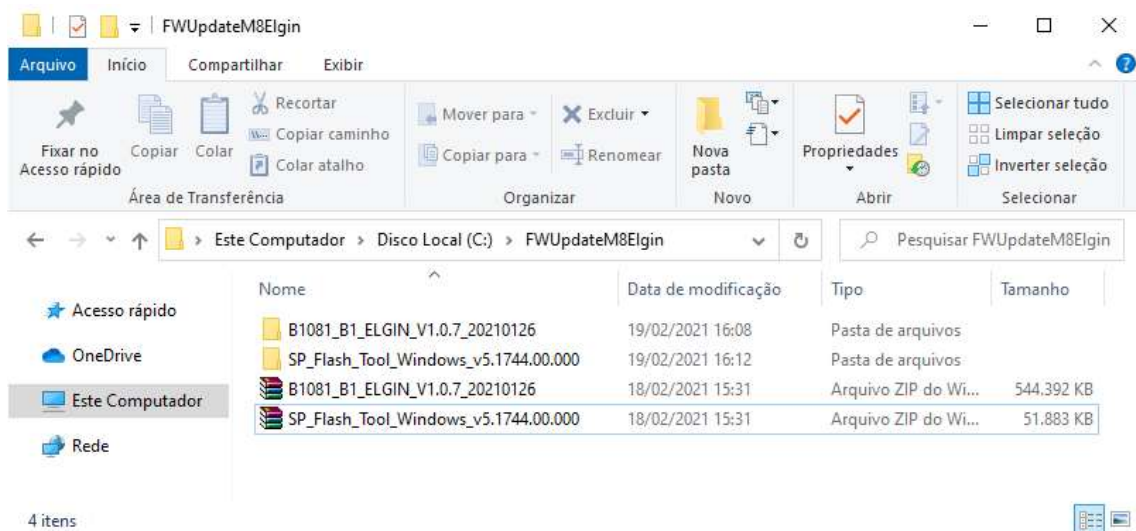 FWUpdateM8Elgin
Arquivo Início Compartilhar Exibir
Fixar no
Acesso rápido
Copiar
Colar
Recortar
Copiar caminho
Colar atalho
Área de Transferência
Mover para
Copiar para
Excluir
Renomear
Organizar
Nova
pasta
Novo
Propriedades
Abrir
Selecionar tudo
Limpar seleção
Inverter seleção
Selecionar
Este Computador > Disco Local (C:) > FWUpdateM8Elgin
Pesquisar FWUpdateM8Elgin
Acesso rápido
OneDrive
Este Computador
Rede
Nome Data de modificação Tipo Tamanho
B1081_B1_ELGIN_V1.0.7_20210126 19/02/2021 16:08 Pasta de arquivos
SP_Flash_Tool_Windows_v5.1744.00.000 19/02/2021 16:12 Pasta de arquivos
B1081_B1_ELGIN_V1.0.7_20210126 18/02/2021 15:31 Arquivo ZIP do Wi... 544.392 KB
SP_Flash_Tool_Windows_v5.1744.00.000 18/02/2021 15:31 Arquivo ZIP do Wi... 51.883 KB
4 itens